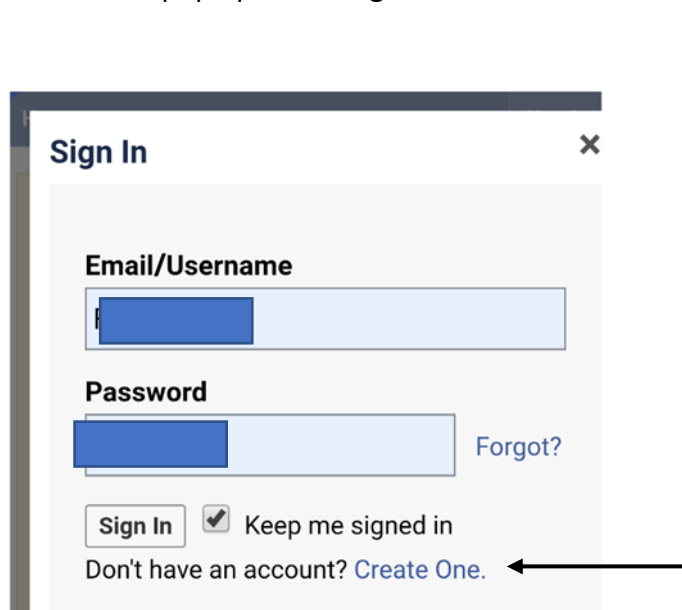 Sign In
Email/Username
Password
Forgot?
Sign In Keep me signed in
Don't have an account? Create One.